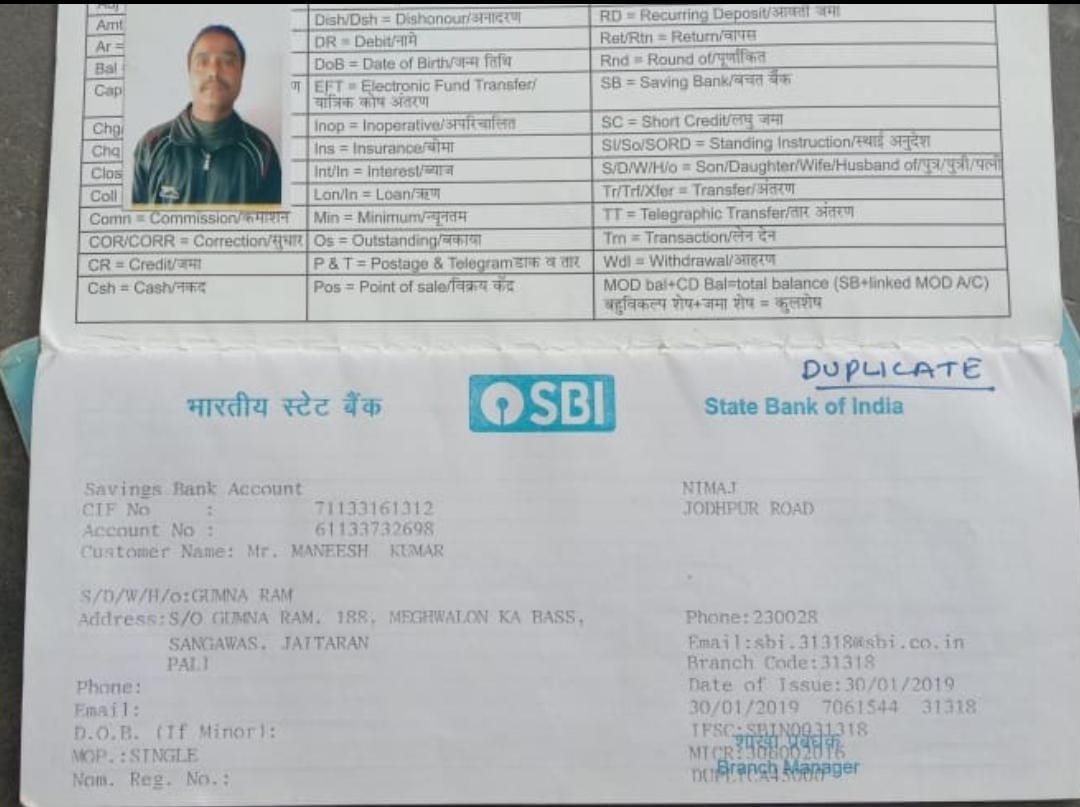 Amt
Dish/Dsh = Dishonour/अनादरण
RD = Recurring Deposit/आवर्ती जमा
Ar =
DR = Debit/नामे
Ret/Rtn = Return/वापस
Bal
DoB = Date of Birth/जन्म तिथि
Rnd = Round of/पूर्णांकित
Cap
ण
EFT = Electronic Fund Transfer/
यांत्रिक कोष अंतरण
SB = Saving Bank/बचत बैंक
Chg
Inop = Inoperative/अपरिचालित
SC = Short Credit/लघु जमा
Chq
Ins = Insurance/बीमा
SI/So/SORD = Standing Instruction/स्थाई अनुदेश
Clos
Int/In = Interest/ब्याज
S/D/W/H/o = Son/Daughter/Wife/Husband of/पुत्र/पुत्री/पत्नी
Coll
Lon/In = Loan/ऋण
Tr/Trf/Xfer = Transfer/अंतरण
Comn = Commission/कमीशन
Min = Minimum/न्यूनतम
TT = Telegraphic Transfer/तार अंतरण
COR/CORR = Correction/सुधार
Os = Outstanding/बकाया
Trn = Transaction/लेन देन
CR = Credit/जमा
P & T = Postage & Telegram डाक व तार
Wdl = Withdrawal/आहरण
Csh = Cash/नकद
Pos = Point of sale/विक्रय केंद्र
MOD bal+CD Bal=total balance (SB+linked MOD A/C)
बहुविकल्प शेष+जमा शेष = कुलशेष
DUPLICATE
भारतीय स्टेट बैंक
SBI
State Bank of India
Savings Bank Account
CIF No : 71133161312
Account No : 61133732698
Customer Name: Mr. MANEESH KUMAR
S/D/W/H/o:GUMNA RAM
Address:S/O GUMNA RAM, 188, MEGHWALON KA BASS,
SANGAWAS, JAITARAN
PALI
Phone:
Email:
D.O.B. (If Minor):
MOP.:SINGLE
Nom. Reg. No.:
NIMAJ
JODHPUR ROAD
Phone:230028
Email:sbi.31318@sbi.co.in
Branch Code:31318
Date of Issue:30/01/2019
30/01/2019 7061544 31318
IFSC:SBIN0031318
शाखा प्रबंधक
MICR:306002016
Branch Manager